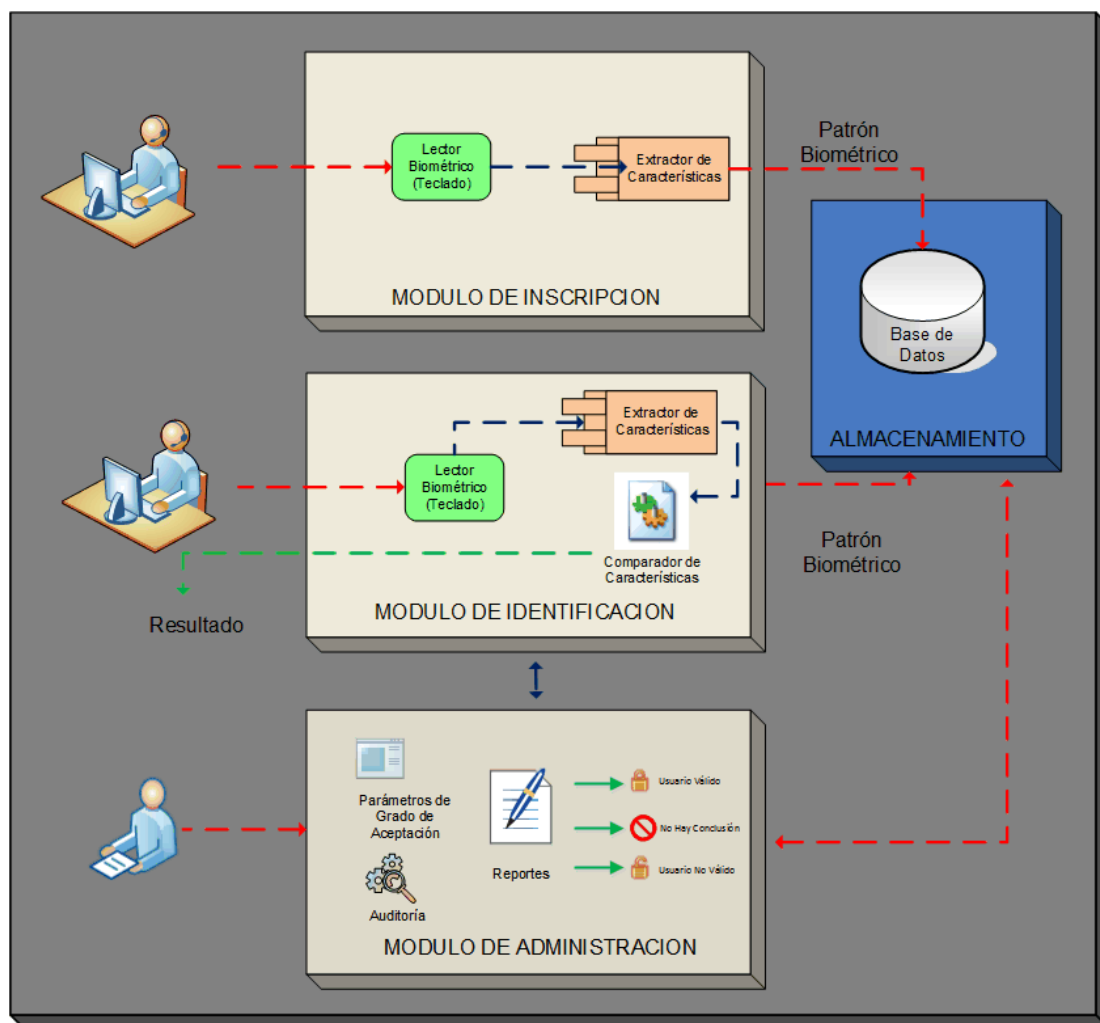 Lector
Biométrico
(Teclado)
Extractor de
Características
Patrón
Biométrico
MODULO DE INSCRIPCION
Base de
Datos
ALMACENAMIENTO
Extractor de
Características
Lector
Biométrico
(Teclado)
Comparador de
Características
MODULO DE IDENTIFICACION
Resultado
Patrón
Biométrico
Parámetros de
Grado de
Aceptación
Auditoría
Reportes
Usuario Válido
No Hay Conclusión
Usuario No Válido
MODULO DE ADMINISTRACION